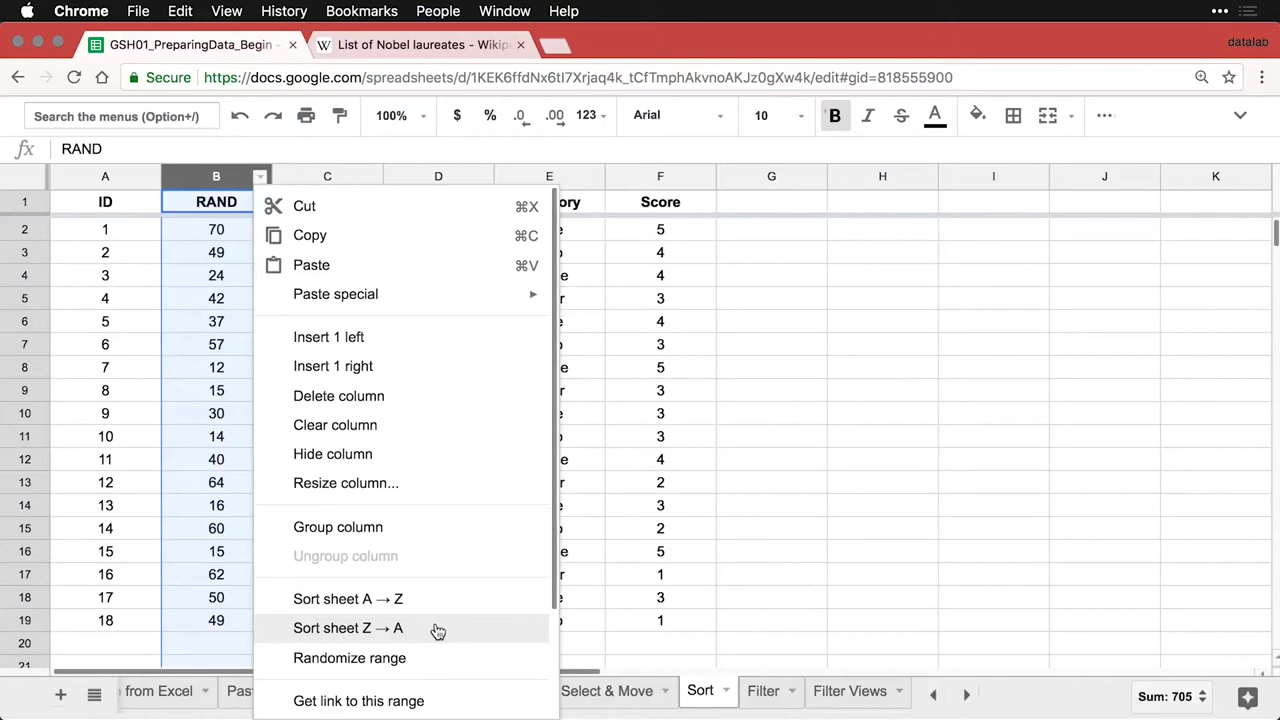 Chrome File Edit View History Bookmarks People Window Help
datalab
GSH01_PreparingData_Begin - × List of Nobel laureates - Wikip ×
Secure https://docs.google.com/spreadsheets/d/1KEK6ffdNx6tI7Xrjaq4k_tCfTmphAkvnoAKJz0gXw4k/edit#gid=818555900
Search the menus (Option+/) 100% $ % .0 .00 123 Arial 10 B I S A
fx RAND
A B C D E F G H I J K
1 ID RAND ory Score
2 1 70 e 5
3 2 49 o 4
4 3 24 e 4
5 4 42 r 3
6 5 37 e 4
7 6 57 o 3
8 7 12 e 5
9 8 15 r 3
10 9 30 e 3
11 10 14 o 3
12 11 40 e 4
13 12 64 o 2
14 13 16 e 3
15 14 60 o 2
16 15 15 e 5
17 16 62 r 1
18 17 50 e 3
19 18 49 o 1
20
21
Cut ⌘X
Copy ⌘C
Paste ⌘V
Paste special
Insert 1 left
Insert 1 right
Delete column
Clear column
Hide column
Resize column...
Group column
Ungroup column
Sort sheet A → Z
Sort sheet Z → A
Randomize range
Get link to this range
from Excel Pas Select & Move Sort Filter Filter Views Sum: 705